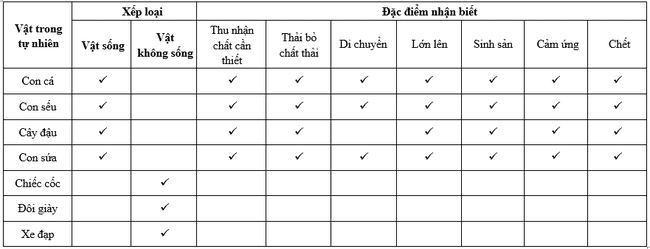 Vật trong tự nhiên Xếp loại Đặc điểm nhận biết
Vật sống Vật không sống Thu nhận chất cần thiết Thải bỏ chất thải Di chuyển Lớn lên Sinh sản Cảm ứng Chết
Con cá ✓ ✓ ✓ ✓ ✓ ✓ ✓ ✓
Con sếu ✓ ✓ ✓ ✓ ✓ ✓ ✓ ✓
Cây đậu ✓ ✓ ✓ ✓ ✓ ✓ ✓
Con sứa ✓ ✓ ✓ ✓ ✓ ✓ ✓ ✓
Chiếc cốc ✓
Đôi giày ✓
Xe đạp ✓